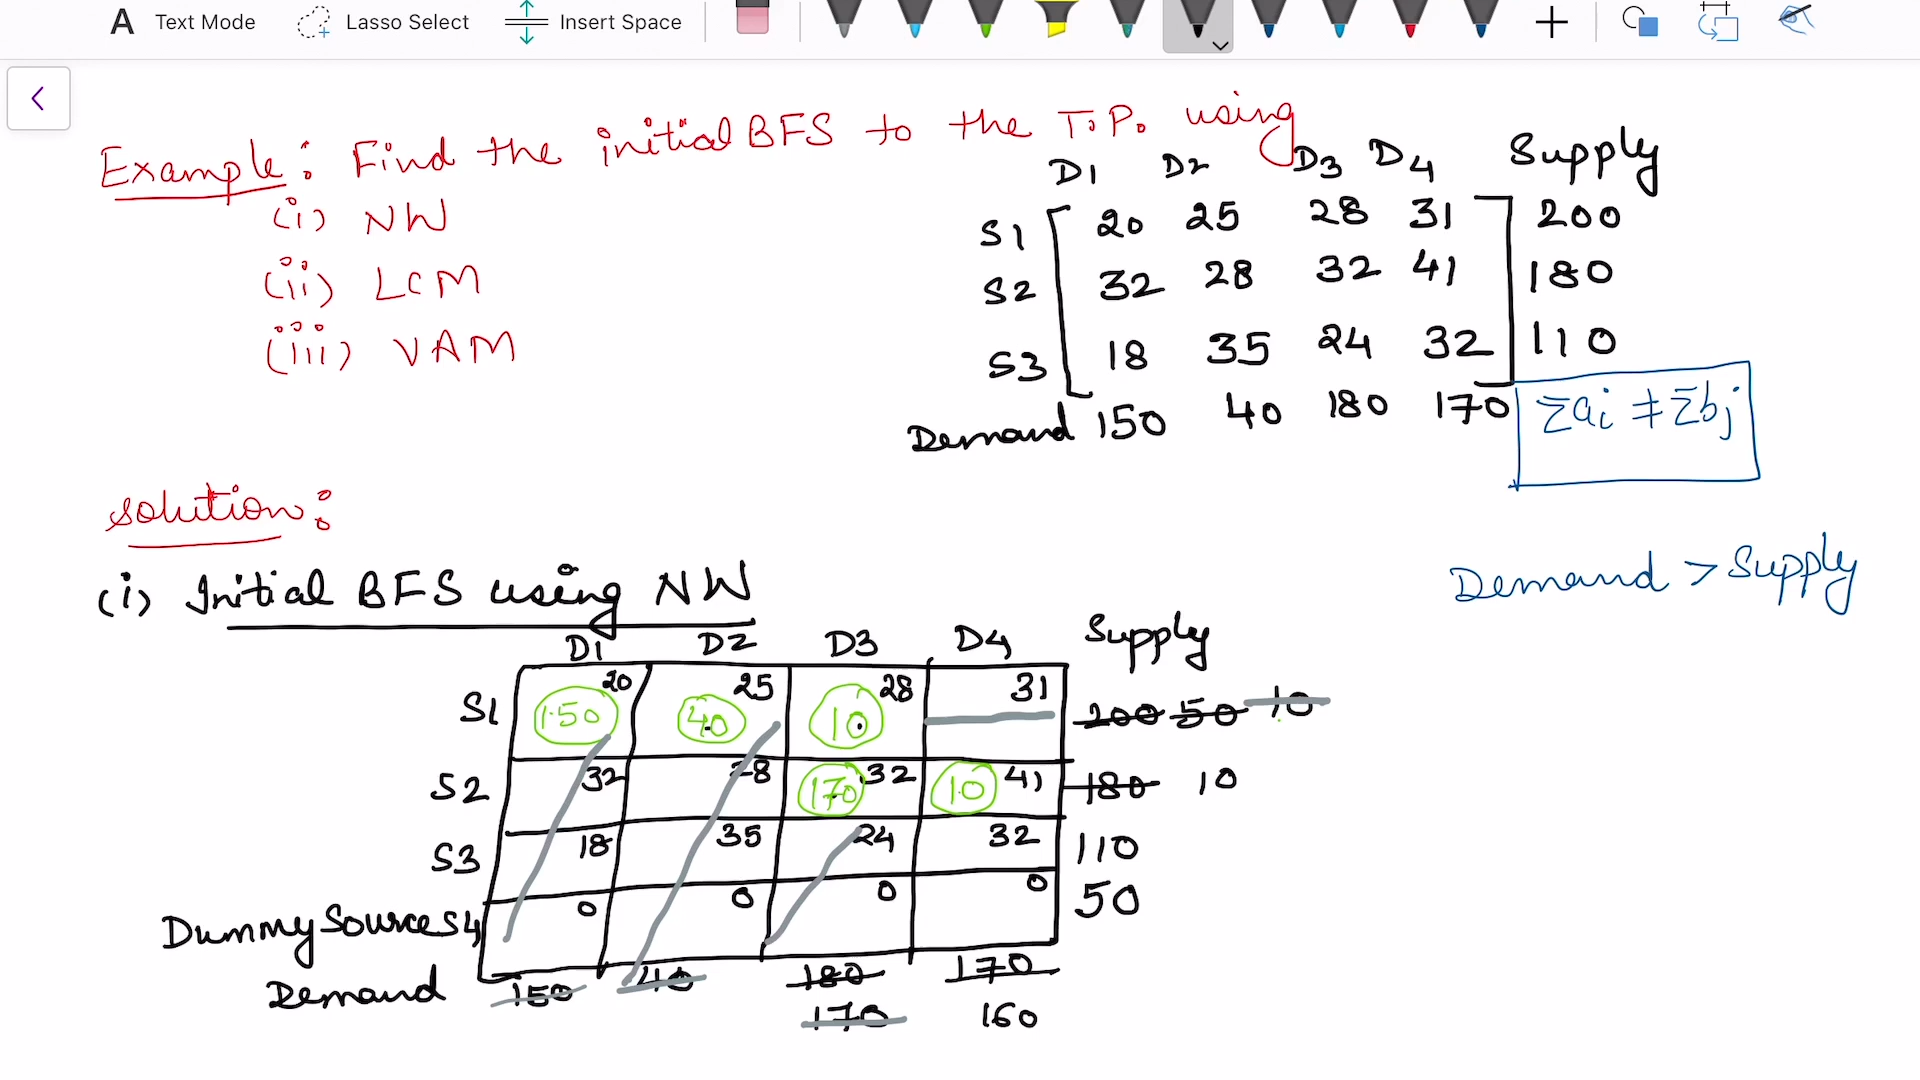 Text Mode
Lasso Select
Insert Space
Example: Find the initial BFS to the T.P. using
(i) NW
(ii) LCM
(iii) VAM
D1 D2 D3 D4 Supply
S1 20 25 28 31 200
S2 32 28 32 41 180
S3 18 35 24 32 110
Demand 150 40 180 170
Σai ≠ Σbj
Solution:
Demand > Supply
(i) Initial BFS using NW
D1 D2 D3 D4 Supply
20 25 28 31
S1 150 40 10 200 50 10
S2 32 28 170 32 10 41 180 10
S3 18 35 24 32 110
Dummy Source S4 0 0 0 0 50
Demand 150 40 180 170
170 160